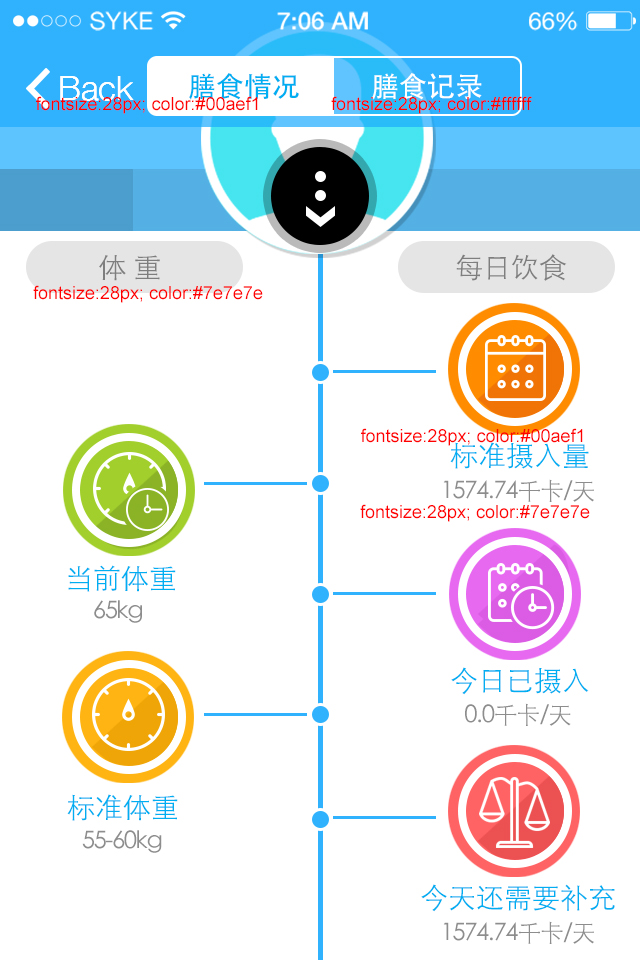 SYKE 7:06 AM 66%
Back 膳食情况 膳食记录
fontsize:28px; color:#00aef1 fontsize:28px; color:#ffffff
体 重 每日饮食
fontsize:28px; color:#7e7e7e
fontsize:28px; color:#00aef1
标准摄入量
1574.74千卡/天
fontsize:28px; color:#7e7e7e
当前体重
65kg
今日已摄入
0.0千卡/天
标准体重
55-60kg
今天还需要补充
1574.74千卡/天